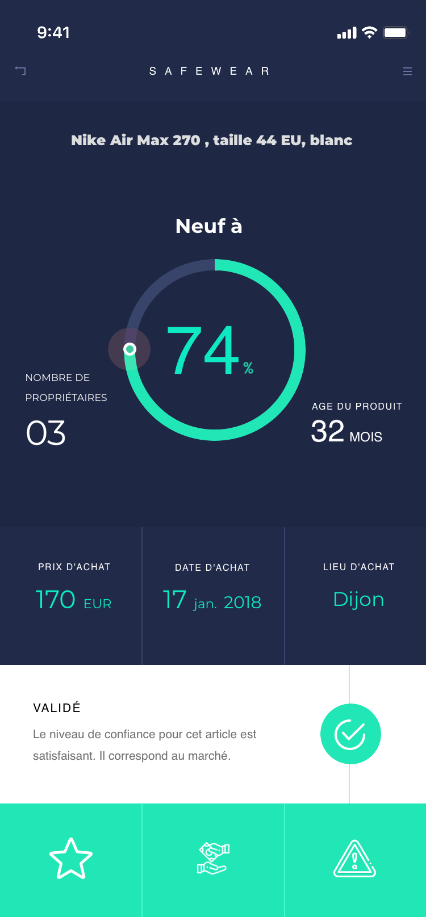 9:41
SAFEWEAR
Nike Air Max 270 , taille 44 EU, blanc
Neuf à
74 %
NOMBRE DE
PROPRIÉTAIRES
03
AGE DU PRODUIT
32 MOIS
PRIX D'ACHAT
170 EUR
DATE D'ACHAT
17 jan. 2018
LIEU D'ACHAT
Dijon
VALIDÉ
Le niveau de confiance pour cet article est
satisfaisant. Il correspond au marché.